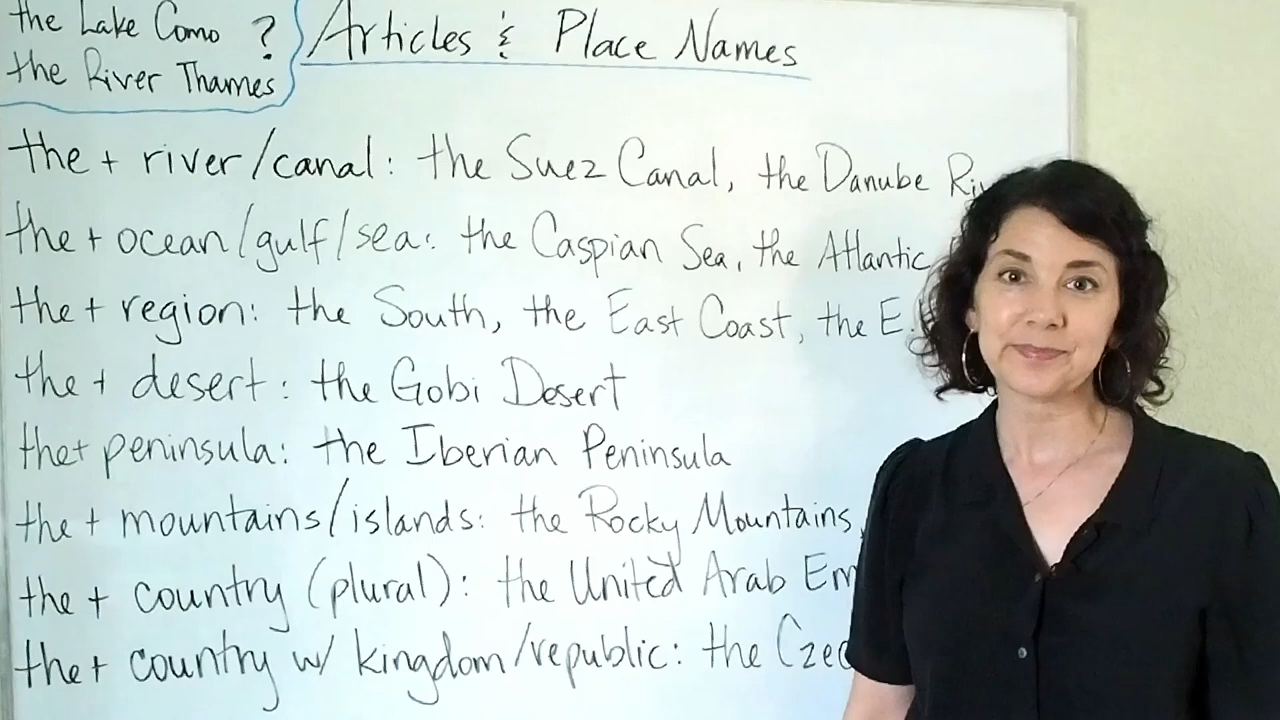 the Lake Como ?
the River Thames
Articles & Place Names
the + river/canal: the Suez Canal, the Danube
the + ocean/gulf/sea: the Caspian Sea, the Atlantic
the + region: the South, the East Coast, the E.
the + desert: the Gobi Desert
the + peninsula: the Iberian Peninsula
the + mountains/islands: the Rocky Mountains,
the + country (plural): the United Arab
the + country w/ kingdom/republic: the